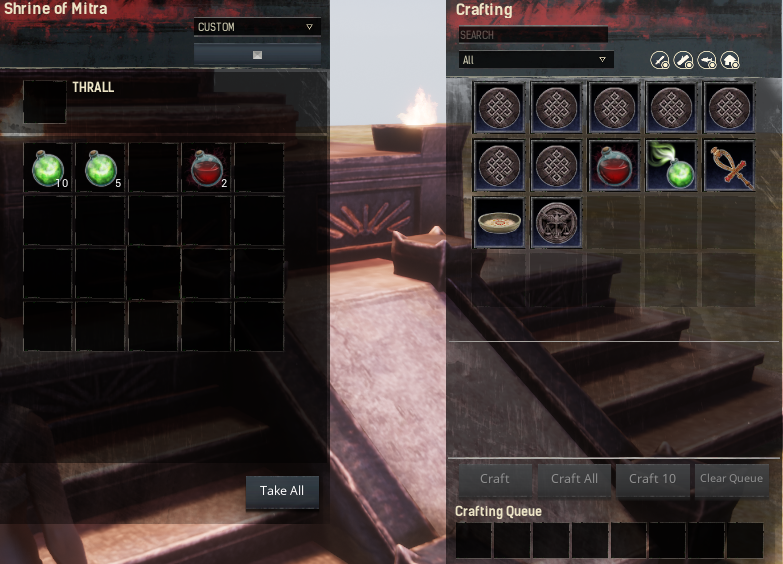 Shrine of Mitra
CUSTOM
THRALL
10
5
2
Take All
Crafting
SEARCH
All
Craft
Craft All
Craft 10
Clear Queue
Crafting Queue